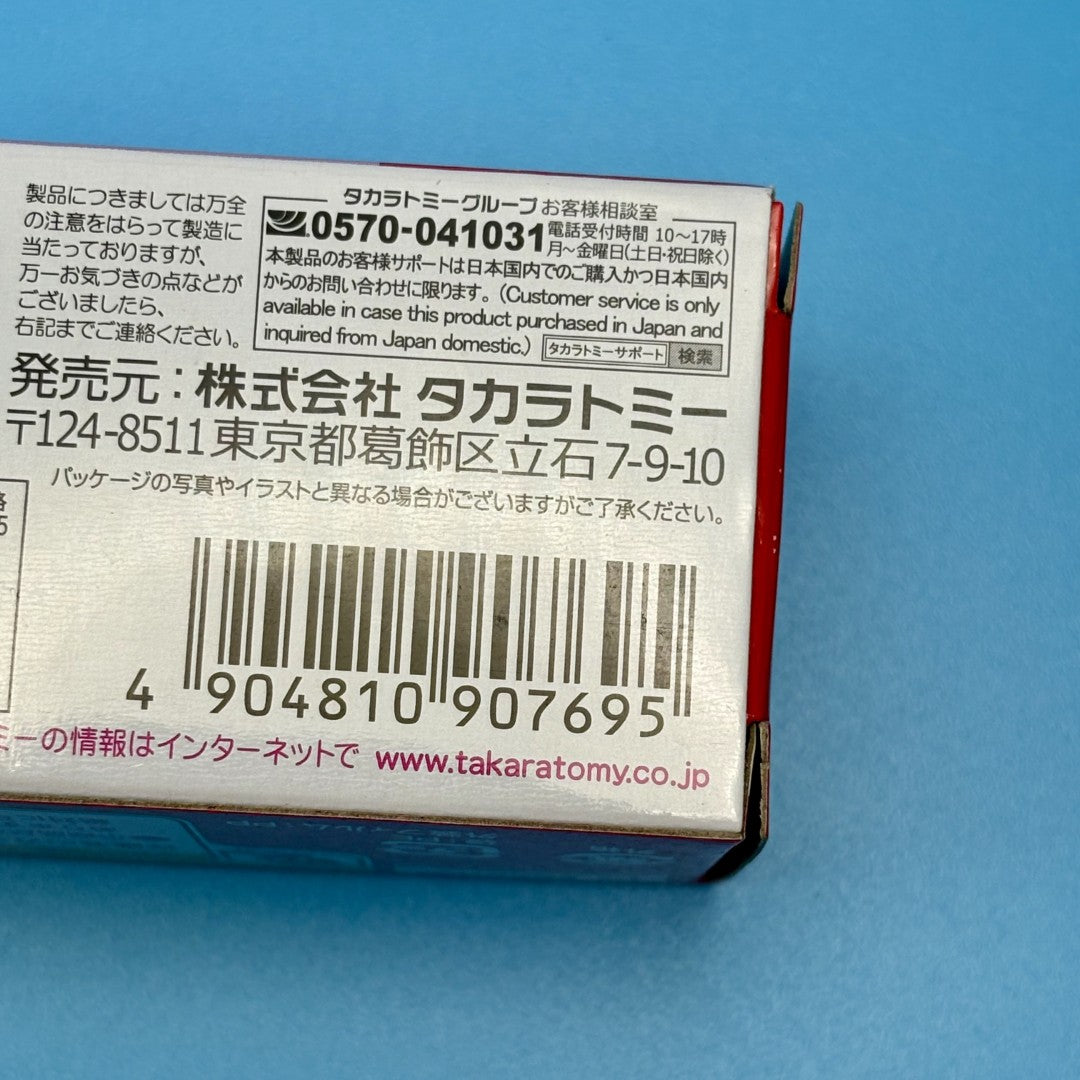 製品につきましては万全
の注意をはらって製造に
当たっておりますが、
万一お気づきの点などが
ございましたら、
右記までご連絡ください。
タカラトミーグループ お客様相談室
0570-041031 電話受付時間 10～17時
月～金曜日(土日・祝日除く)
本製品のお客様サポートは日本国内でのご購入かつ日本国内
からのお問い合わせに限ります。(Customer service is only
available in case this product purchased in Japan and
inquired from Japan domestic.) タカラトミーサポート 検索
発売元：株式会社 タカラトミー
〒124-8511 東京都葛飾区立石 7-9-10
パッケージの写真やイラストと異なる場合がございますがご了承ください。
4 904810 907695
ミーの情報はインターネットで www.takaratomy.co.jp